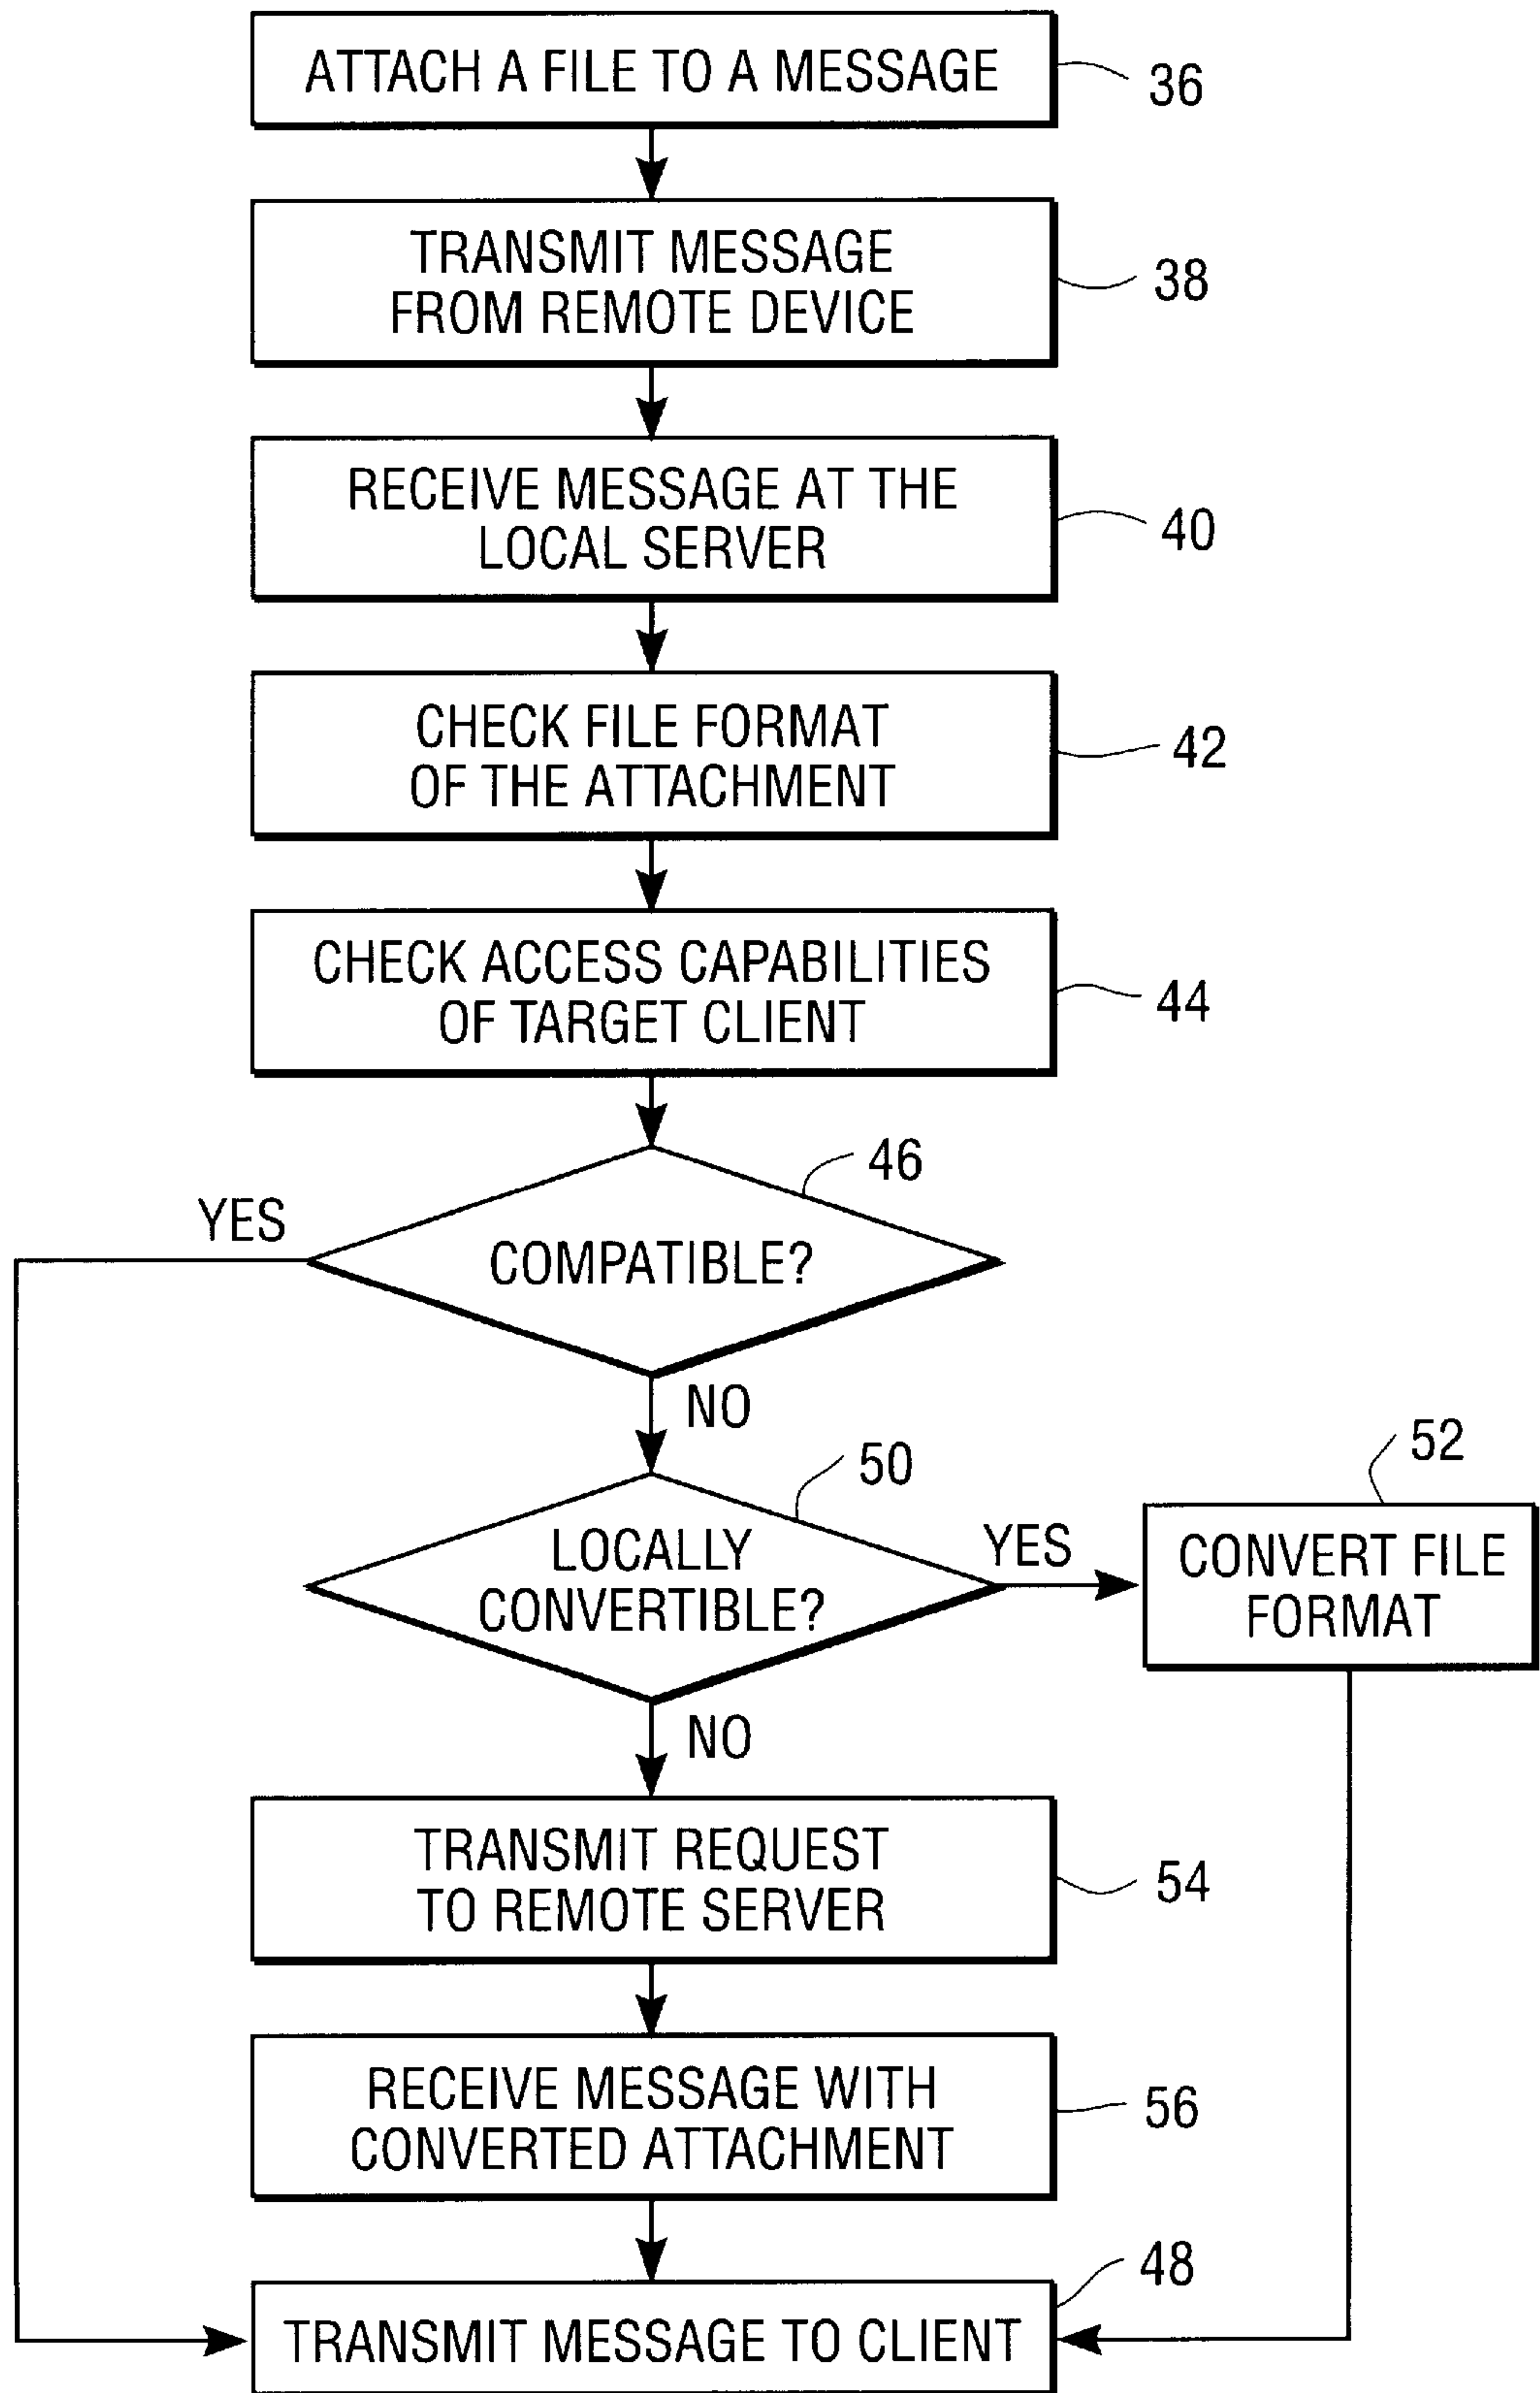 ATTACH A FILE TO A MESSAGE
36
TRANSMIT MESSAGE
FROM REMOTE DEVICE
38
RECEIVE MESSAGE AT THE
LOCAL SERVER
40
CHECK FILE FORMAT
OF THE ATTACHMENT
42
CHECK ACCESS CAPABILITIES
OF TARGET CLIENT
44
46
YES
COMPATIBLE?
NO
50
52
LOCALLY
CONVERTIBLE?
YES
CONVERT FILE
FORMAT
NO
TRANSMIT REQUEST
TO REMOTE SERVER
54
RECEIVE MESSAGE WITH
CONVERTED ATTACHMENT
56
48
TRANSMIT MESSAGE TO CLIENT